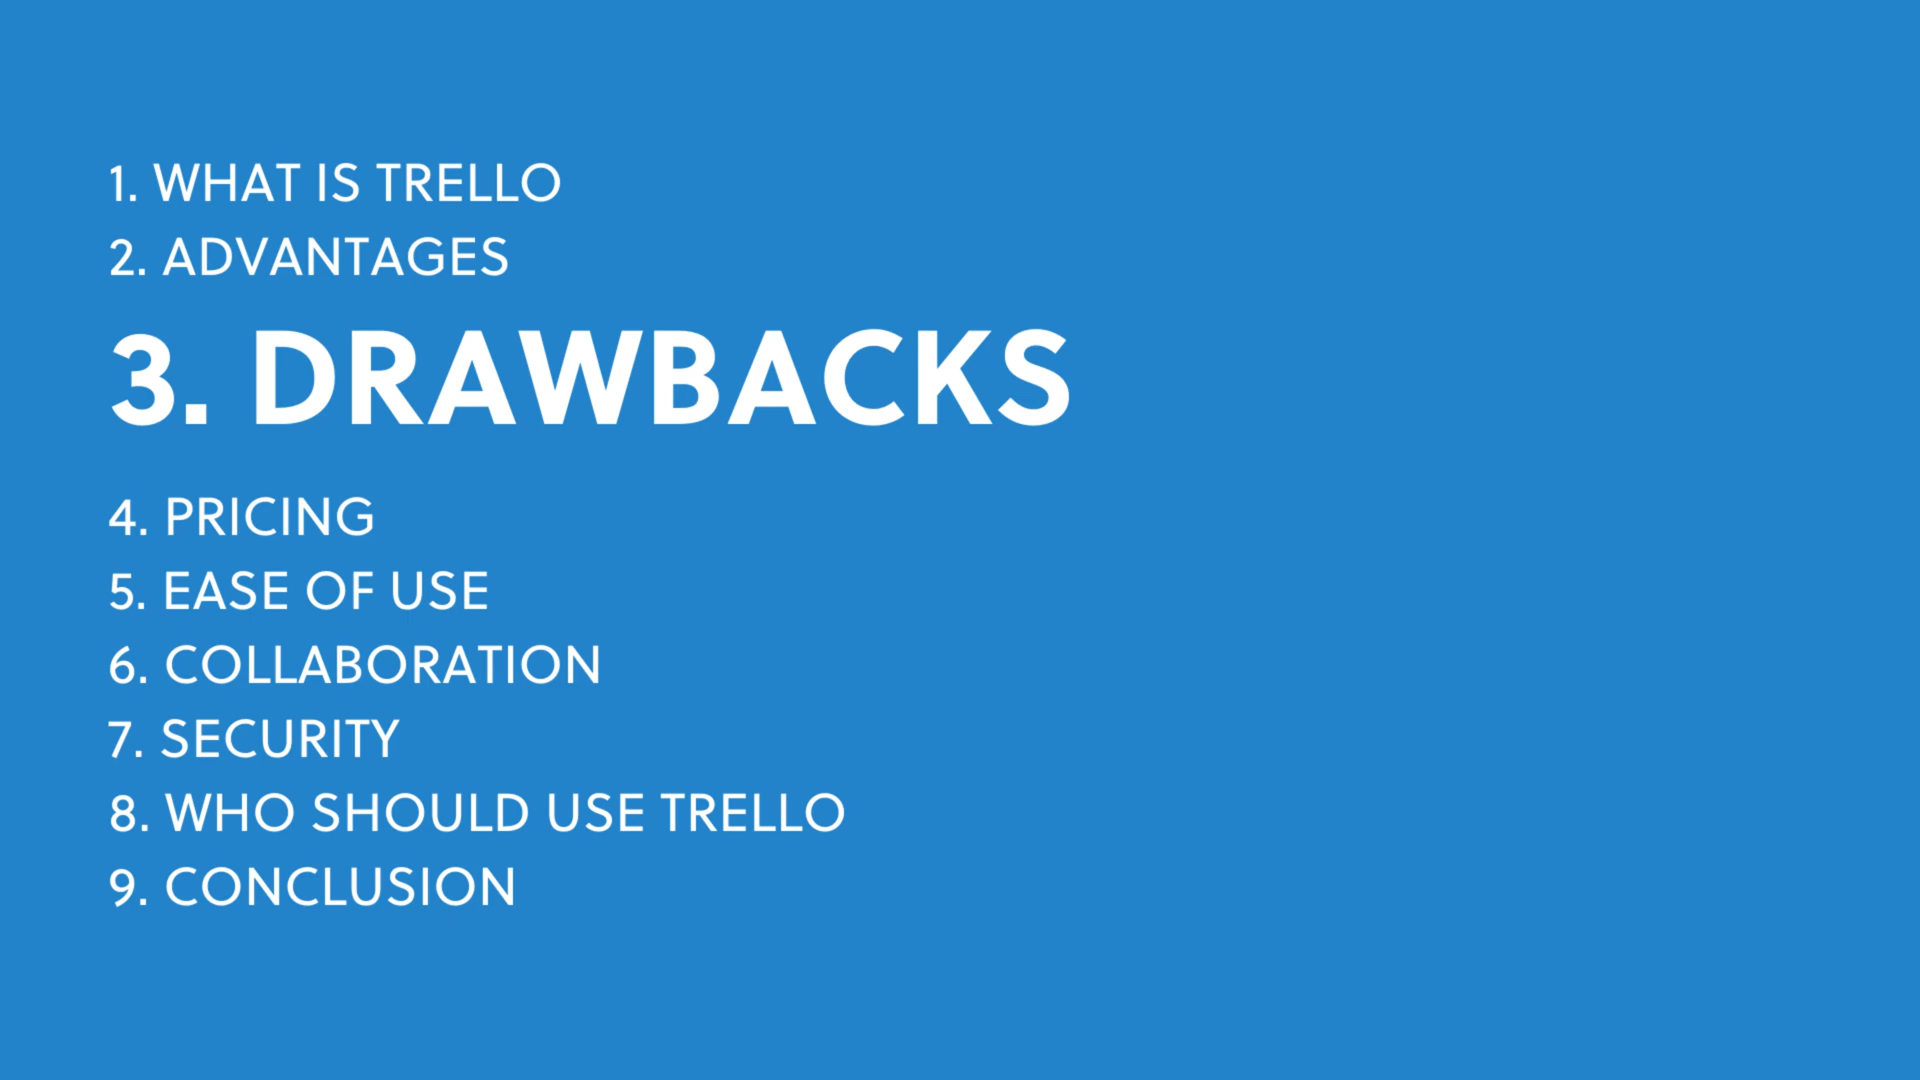 1. WHAT IS TRELLO
2. ADVANTAGES
3. DRAWBACKS
4. PRICING
5. EASE OF USE
6. COLLABORATION
7. SECURITY
8. WHO SHOULD USE TRELLO
9. CONCLUSION